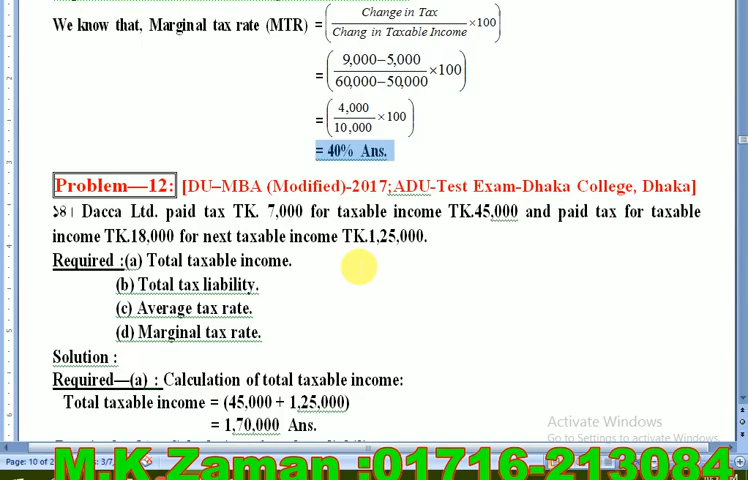 We know that, Marginal tax rate (MTR) = (Change in Tax / Chang in Taxable Income ×100)
= (9,000−5,000 / 60,000−50,000 ×100)
= (4,000 / 10,000 ×100)
= 40% Ans.
Problem—12: [DU–MBA (Modified)-2017;ADU-Test Exam-Dhaka College, Dhaka]
১৪। Dacca Ltd. paid tax TK. 7,000 for taxable income TK.45,000 and paid tax for taxable
income TK.18,000 for next taxable income TK.1,25,000.
Required :(a) Total taxable income.
(b) Total tax liability.
(c) Average tax rate.
(d) Marginal tax rate.
Solution :
Required—(a) : Calculation of total taxable income:
Total taxable income = (45,000 + 1,25,000)
= 1,70,000 Ans.
Activate Windows
Go to Settings to activate Windows.
Page: 10 of 2
M.K Zaman :01716-213084